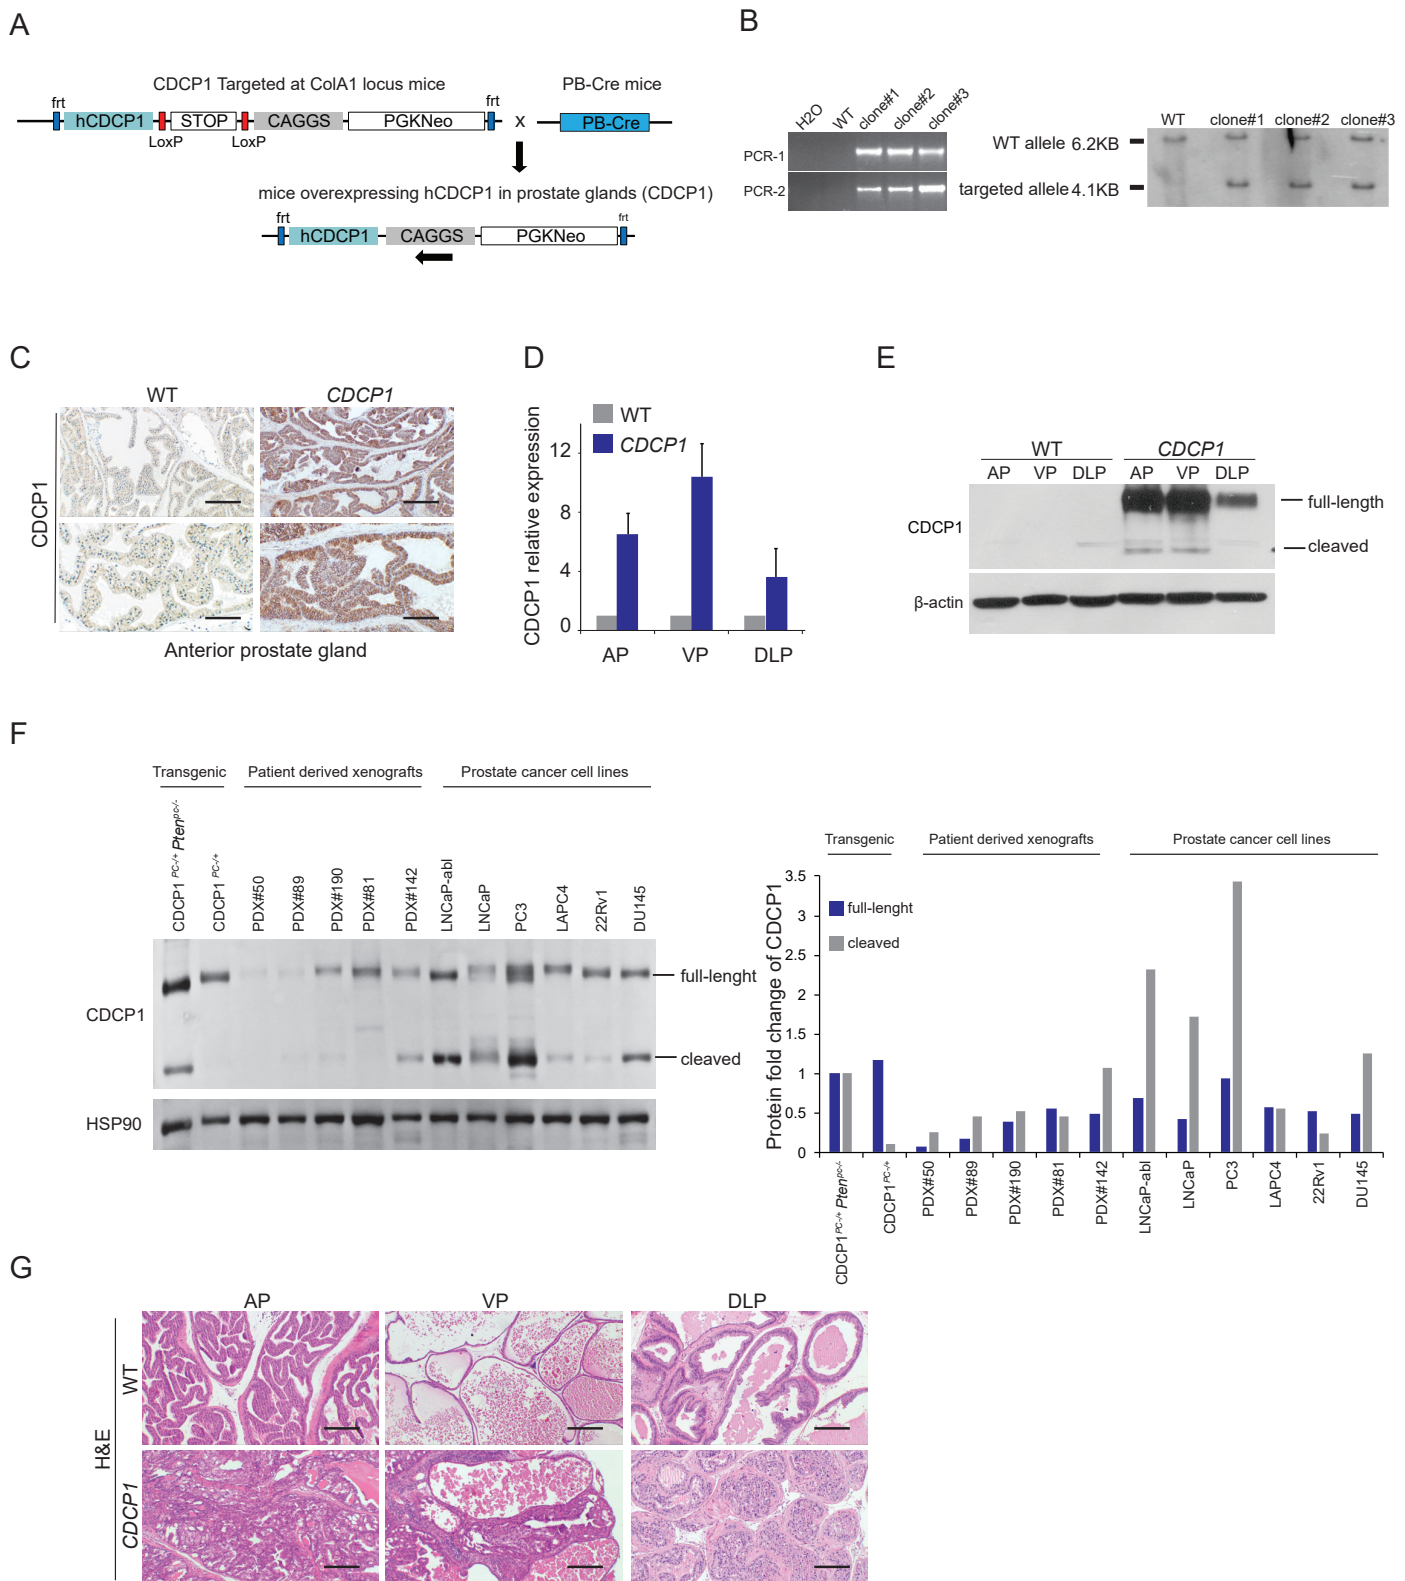 A
CDCP1 Targeted at ColA1 locus mice
PB-Cre mice
frt
hCDCP1
STOP
CAGGS
PGKNeo
frt
X
PB-Cre
LoxP
LoxP
mice overexpressing hCDCP1 in prostate glands (CDCP1)
frt
hCDCP1
CAGGS
PGKNeo
frt
B
H2O
WT
clone#1
clone#2
clone#3
PCR-1
PCR-2
WT
clone#1
clone#2
clone#3
WT allele 6.2KB
targeted allele 4.1KB
C
WT
CDCP1
CDCP1
Anterior prostate gland
D
WT
CDCP1
CDCP1 relative expression
12
8
4
0
AP
VP
DLP
E
WT
CDCP1
AP
VP
DLP
AP
VP
DLP
CDCP1
full-length
cleaved
β-actin
F
Transgenic
Patient derived xenografts
Prostate cancer cell lines
CDCP1 PC-/+ Pten pc-/-
CDCP1 PC-/+
PDX#50
PDX#89
PDX#190
PDX#81
PDX#142
LNCaP-abl
LNCaP
PC3
LAPC4
22Rv1
DU145
CDCP1
full-lenght
cleaved
HSP90
Transgenic
Patient derived xenografts
Prostate cancer cell lines
Protein fold change of CDCP1
3.5
3
2.5
2
1.5
1
0.5
0
full-lenght
cleaved
CDCP1 PC-/+ Pten pc-/-
CDCP1 PC-/+
PDX#50
PDX#89
PDX#190
PDX#81
PDX#142
LNCaP-abl
LNCaP
PC3
LAPC4
22Rv1
DU145
G
AP
VP
DLP
H&E
WT
CDCP1